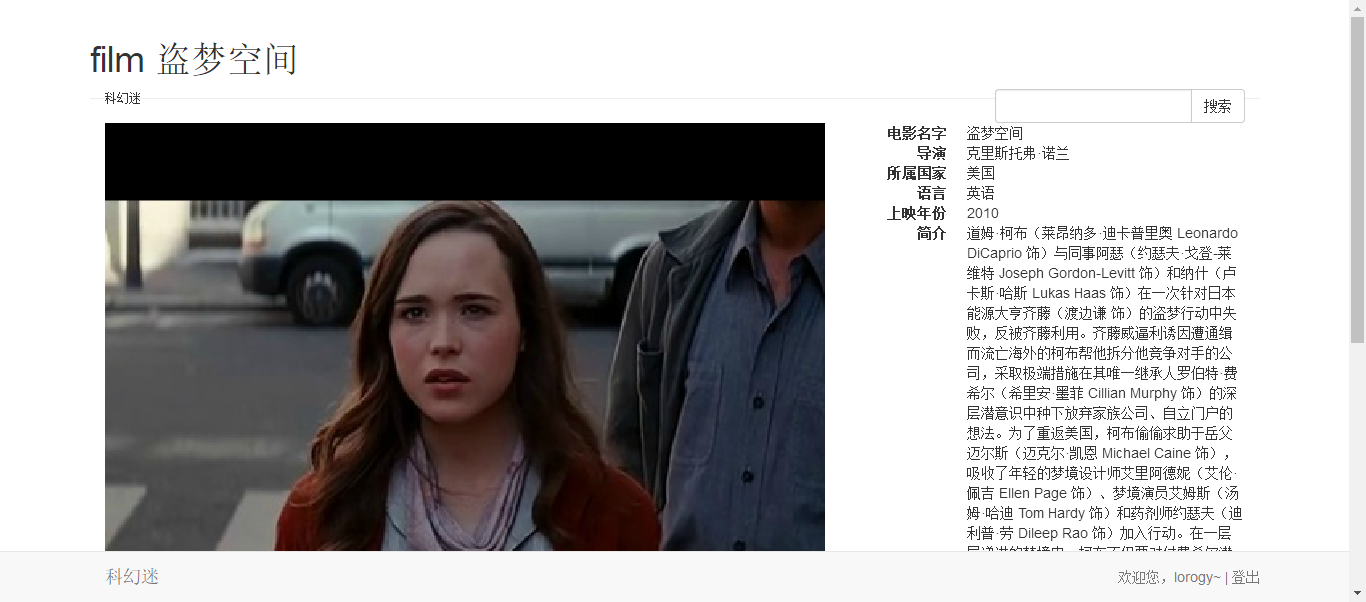 film 盗梦空间
科幻迷
搜索
电影名字 盗梦空间
导演 克里斯托弗·诺兰
所属国家 美国
语言 英语
上映年份 2010
简介 道姆·柯布（莱昂纳多·迪卡普里奥 Leonardo
DiCaprio 饰）与同事阿瑟（约瑟夫·戈登-莱
维特 Joseph Gordon-Levitt 饰）和纳什（卢
卡斯·哈斯 Lukas Haas 饰）在一次针对日本
能源大亨齐藤（渡边谦 饰）的盗梦行动中失
败，反被齐藤利用。齐藤威逼利诱因遭通缉
而流亡海外的柯布帮他拆分他竞争对手的公
司，采取极端措施在其唯一继承人罗伯特·费
希尔（希里安·墨菲 Cillian Murphy 饰）的深
层潜意识中种下放弃家族公司、自立门户的
想法。为了重返美国，柯布偷偷求助于岳父
迈尔斯（迈克尔·凯恩 Michael Caine 饰），
吸收了年轻的梦境设计师艾里阿德妮（艾伦·
佩吉 Ellen Page 饰）、梦境演员艾姆斯（汤
姆·哈迪 Tom Hardy 饰）和药剂师约瑟夫（迪
利普·劳 Dileep Rao 饰）加入行动。在一层
科幻迷
欢迎您，lorogy~ | 登出